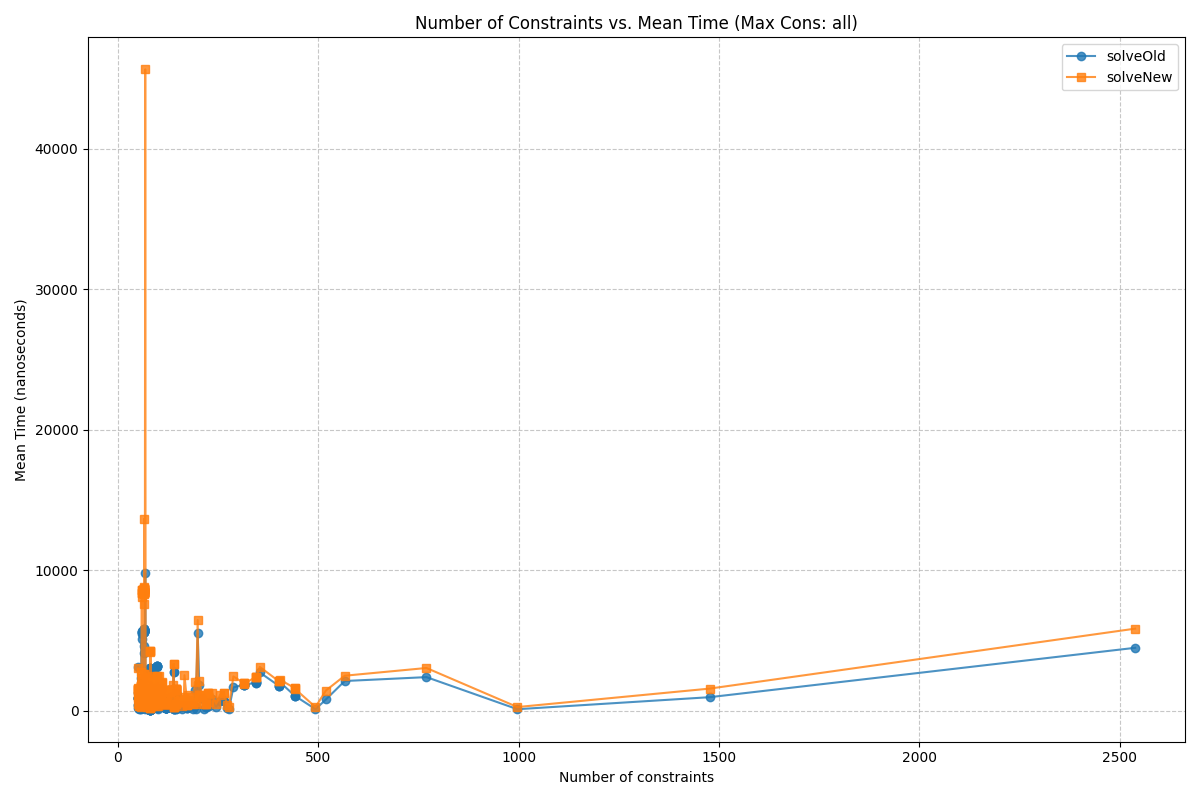 Number of Constraints vs. Mean Time (Max Cons: all)
solveOld
solveNew
Mean Time (nanoseconds)
40000
30000
20000
10000
0
0
500
1000
1500
2000
2500
Number of constraints